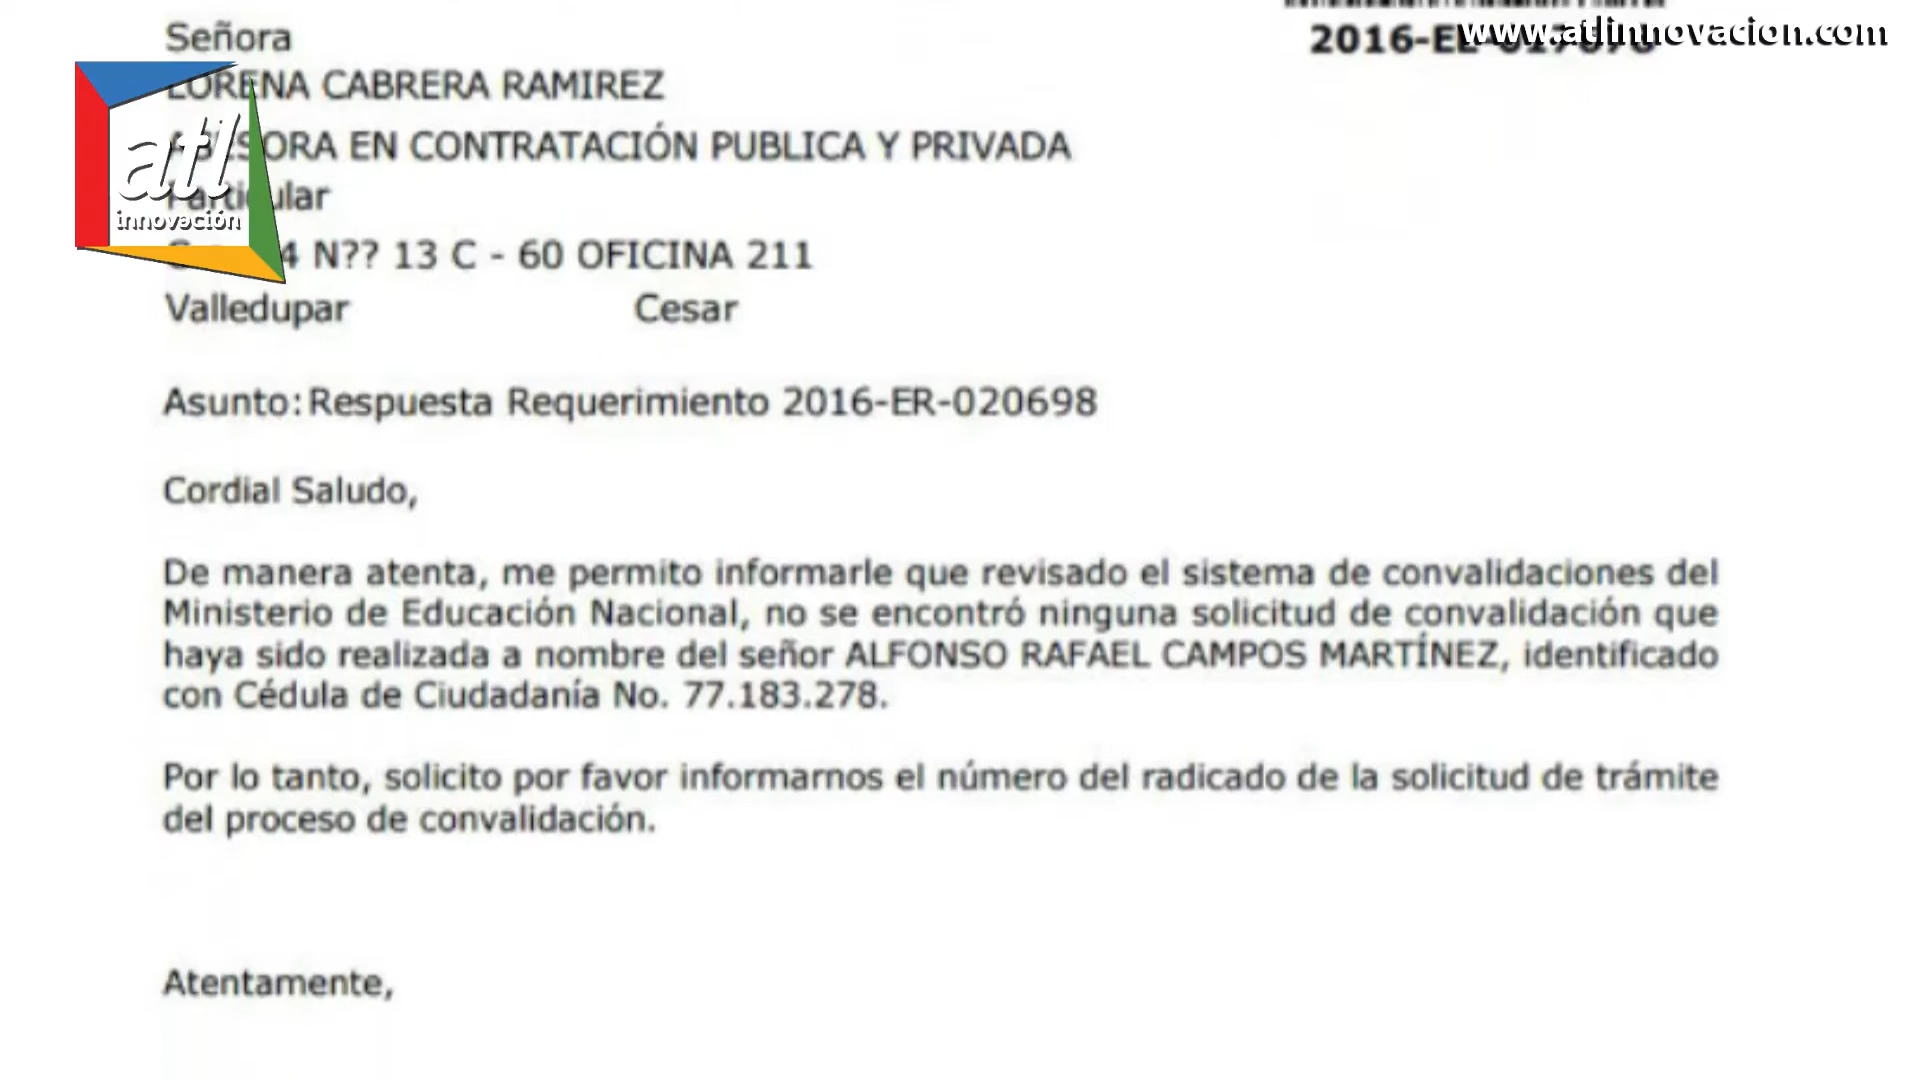 Señora
www.atlinnovacion.com
LORENA CABRERA RAMIREZ
ASESORA EN CONTRATACIÓN PUBLICA Y PRIVADA
atl
Particular
innovación
4 N?? 13 C - 60 OFICINA 211
Valledupar Cesar
Asunto: Respuesta Requerimiento 2016-ER-020698
Cordial Saludo,
De manera atenta, me permito informarle que revisado el sistema de convalidaciones del
Ministerio de Educación Nacional, no se encontró ninguna solicitud de convalidación que
haya sido realizada a nombre del señor ALFONSO RAFAEL CAMPOS MARTÍNEZ, identificado
con Cédula de Ciudadanía No. 77.183.278.
Por lo tanto, solicito por favor informarnos el número del radicado de la solicitud de trámite
del proceso de convalidación.
Atentamente,